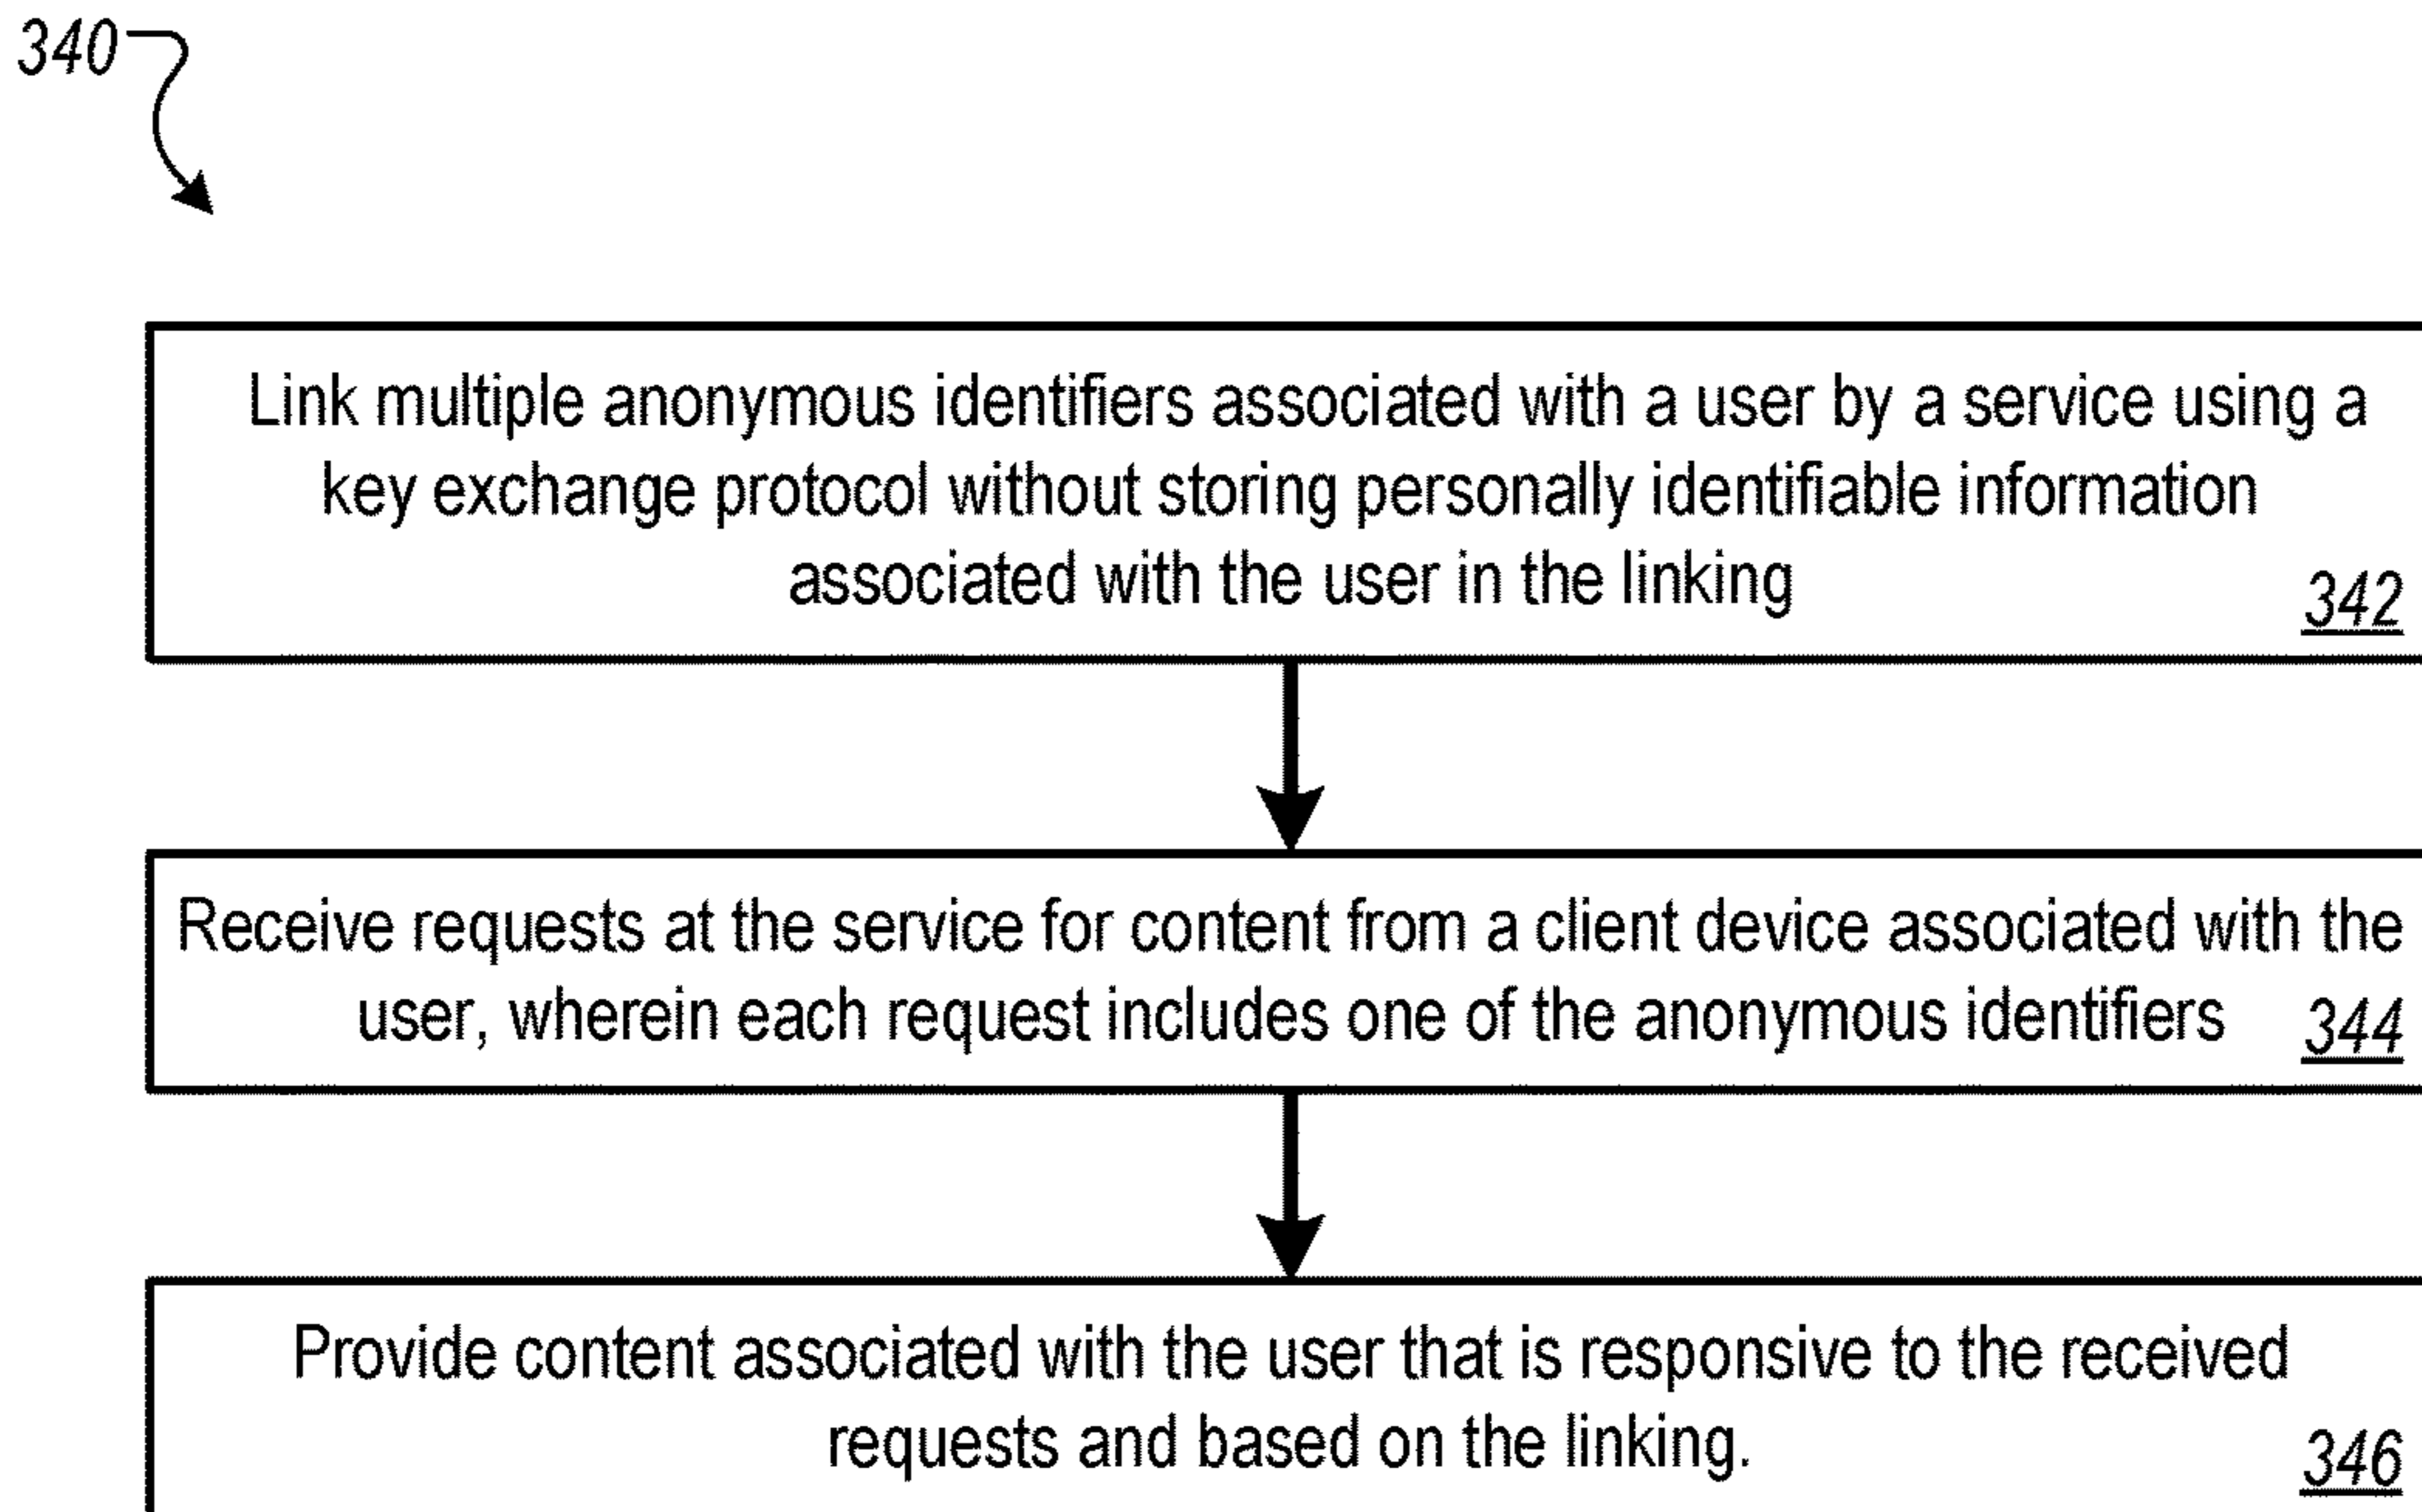 340
Link multiple anonymous identifiers associated with a user by a service using a
key exchange protocol without storing personally identifiable information
associated with the user in the linking
342
Receive requests at the service for content from a client device associated with the
user, wherein each request includes one of the anonymous identifiers
344
Provide content associated with the user that is responsive to the received
requests and based on the linking.
346